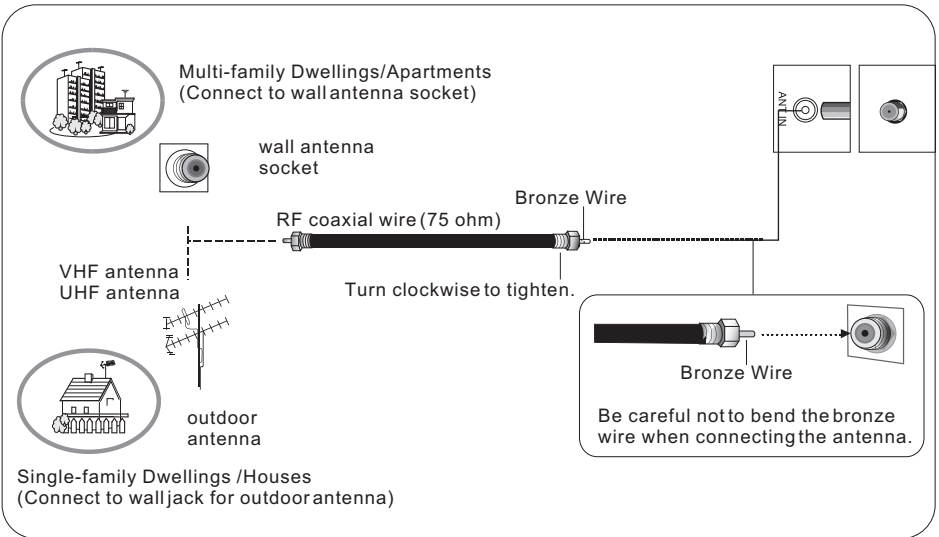 Multi-family Dwellings/Apartments
(Connect to wall antenna socket)
wall antenna
socket
ANT IN
Bronze Wire
RF coaxial wire (75 ohm)
VHF antenna
UHF antenna
Turn clockwise to tighten.
Bronze Wire
Be careful not to bend the bronze
wire when connecting the antenna.
outdoor
antenna
Single-family Dwellings /Houses
(Connect to wall jack for outdoor antenna)